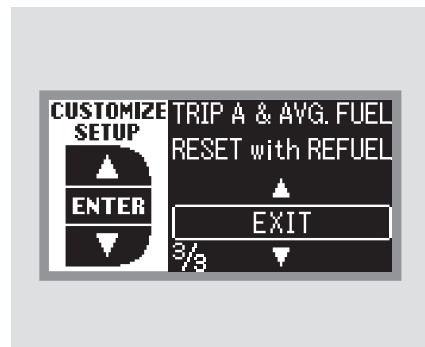 CUSTOMIZE
SETUP
ENTER
TRIP A & AVG. FUEL
RESET with REFUEL
EXIT
3/3